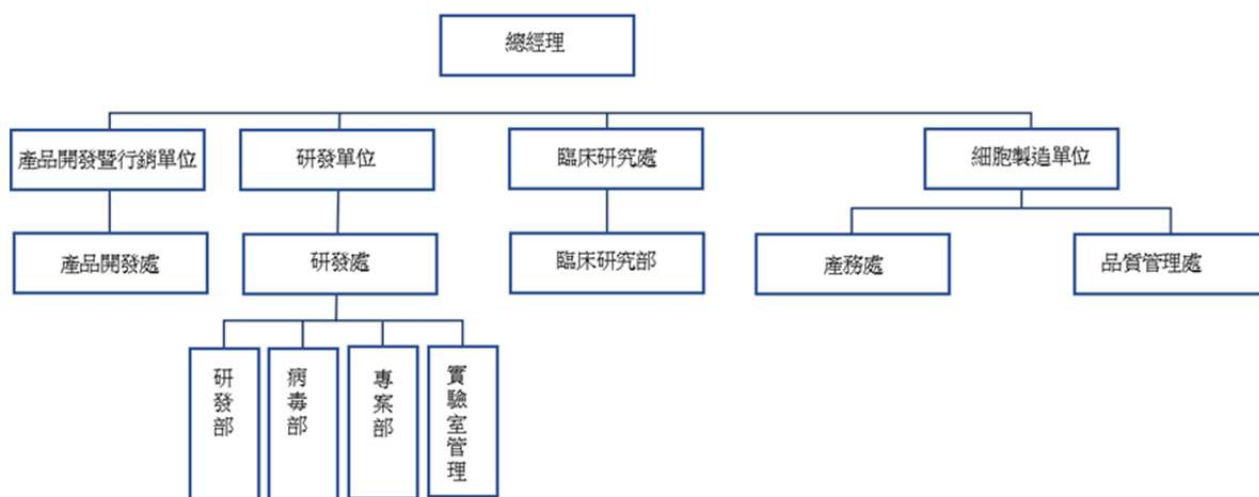 總經理
產品開發暨行銷單位
研發單位
臨床研究處
細胞製造單位
產品開發處
研發處
臨床研究部
產務處
品質管理處
研發部
病毒部
專案部
實驗室管理